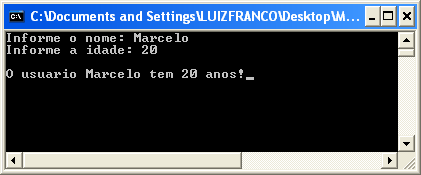 C:\Documents and Settings\LUIZFRANCO\Desktop\M...
Informe o nome: Marcelo
Informe a idade: 20
O usuario Marcelo tem 20 anos!_